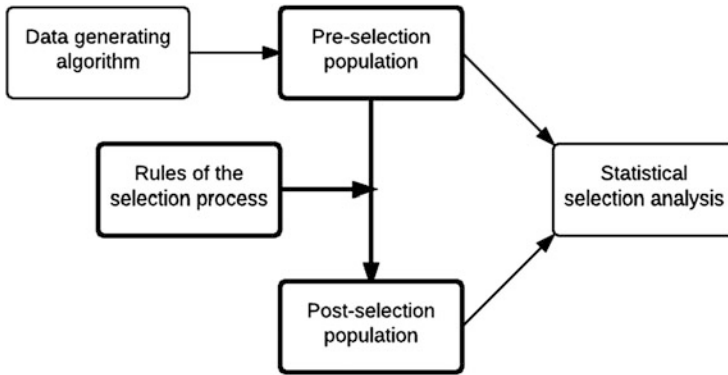 Data generating
algorithm
Pre-selection
population
Rules of the
selection process
Statistical
selection analysis
Post-selection
population